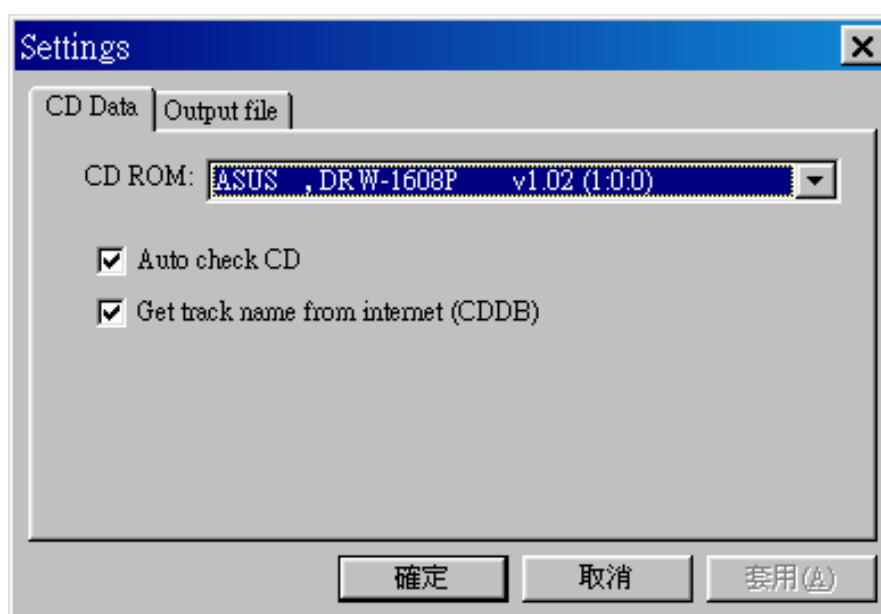 Settings
CD Data Output file
CD ROM: ASUS , DRW-1608P v1.02 (1:0:0)
Auto check CD
Get track name from internet (CDDB)
確定 取消 套用(A)